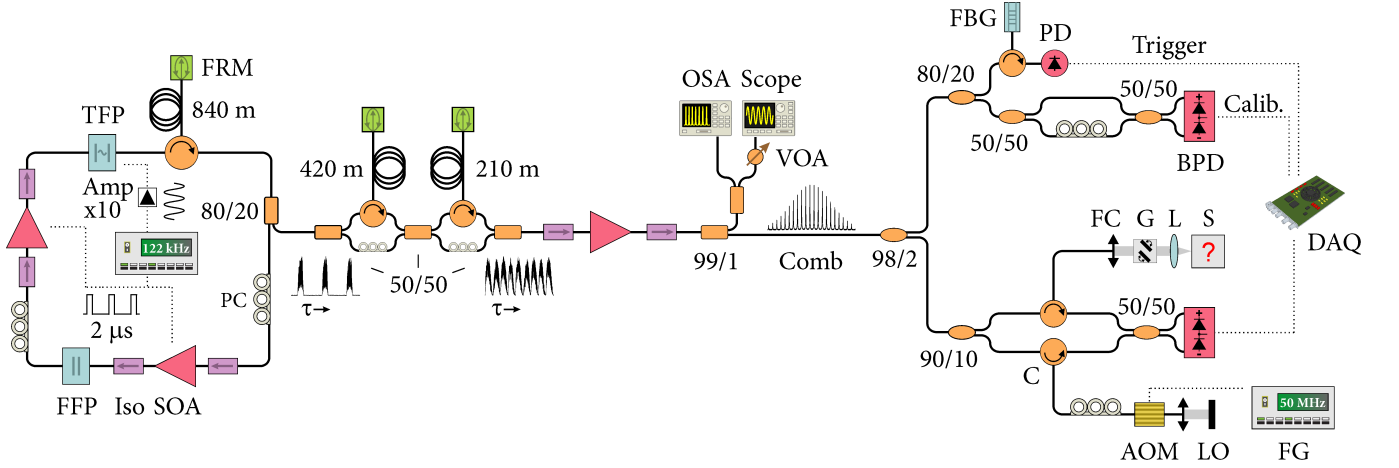 FRM
840 m
TFP
Amp
x10
122 kHz
80/20
PC
2 μs
FFP
Iso
SOA
420 m
210 m
τ→
50/50
τ→
OSA
Scope
VOA
99/1
Comb
98/2
FBG
PD
Trigger
80/20
50/50
50/50
Calib.
BPD
DAQ
FC
G
L
S
?
50/50
90/10
C
50 MHz
AOM
LO
FG